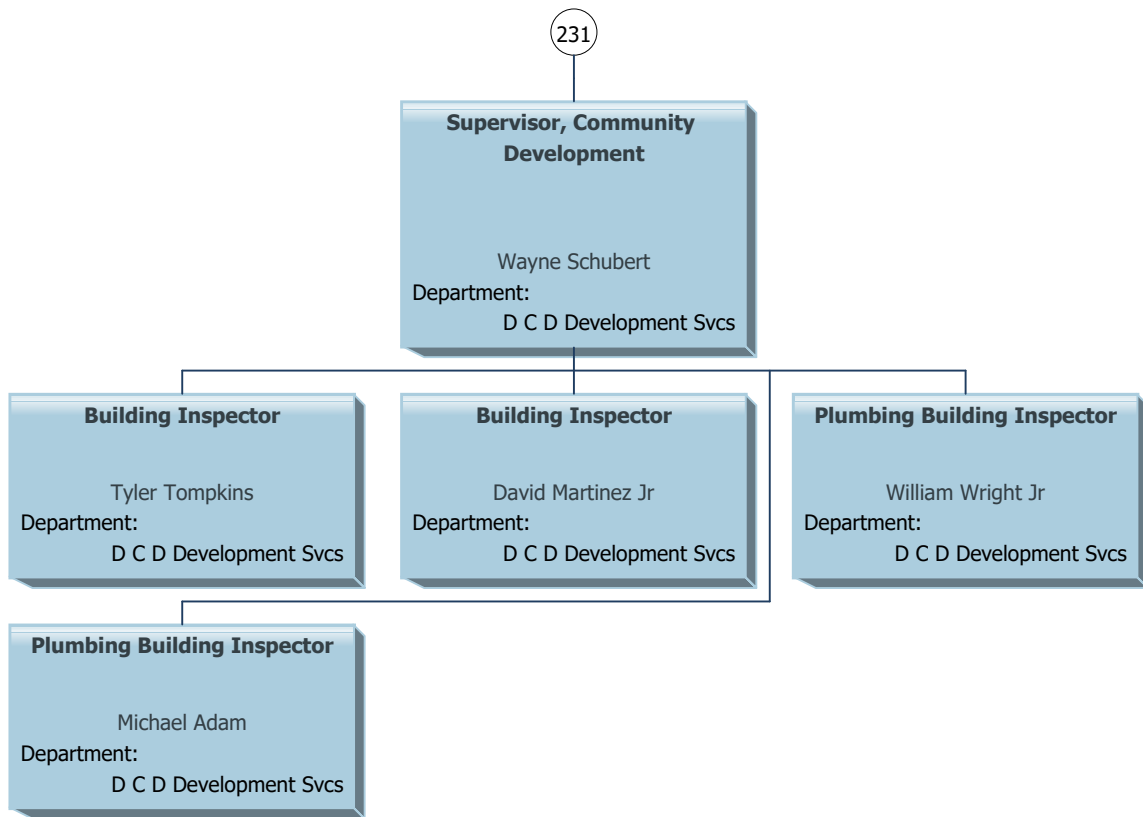 231
Supervisor, Community
Development
Wayne Schubert
Department:
D C D Development Svcs
Building Inspector
Tyler Tompkins
Department:
D C D Development Svcs
Building Inspector
David Martinez Jr
Department:
D C D Development Svcs
Plumbing Building Inspector
William Wright Jr
Department:
D C D Development Svcs
Plumbing Building Inspector
Michael Adam
Department:
D C D Development Svcs